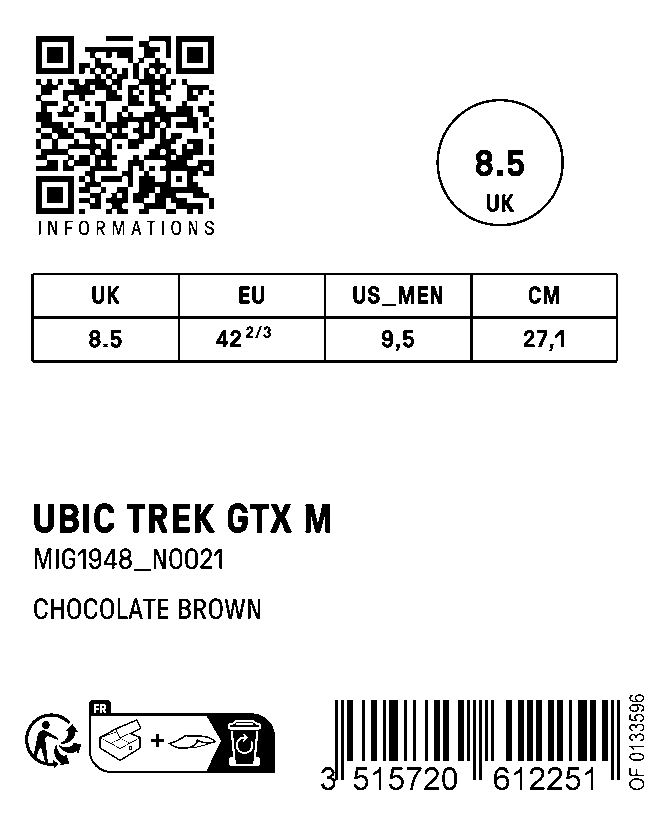 INFORMATIONS
8.5
UK
UK EU US_MEN CM
8.5 42 2/3 9,5 27,1
UBIC TREK GTX M
MIG1948_N0021
CHOCOLATE BROWN
FR
+
3 515720 612251
OF 0133596